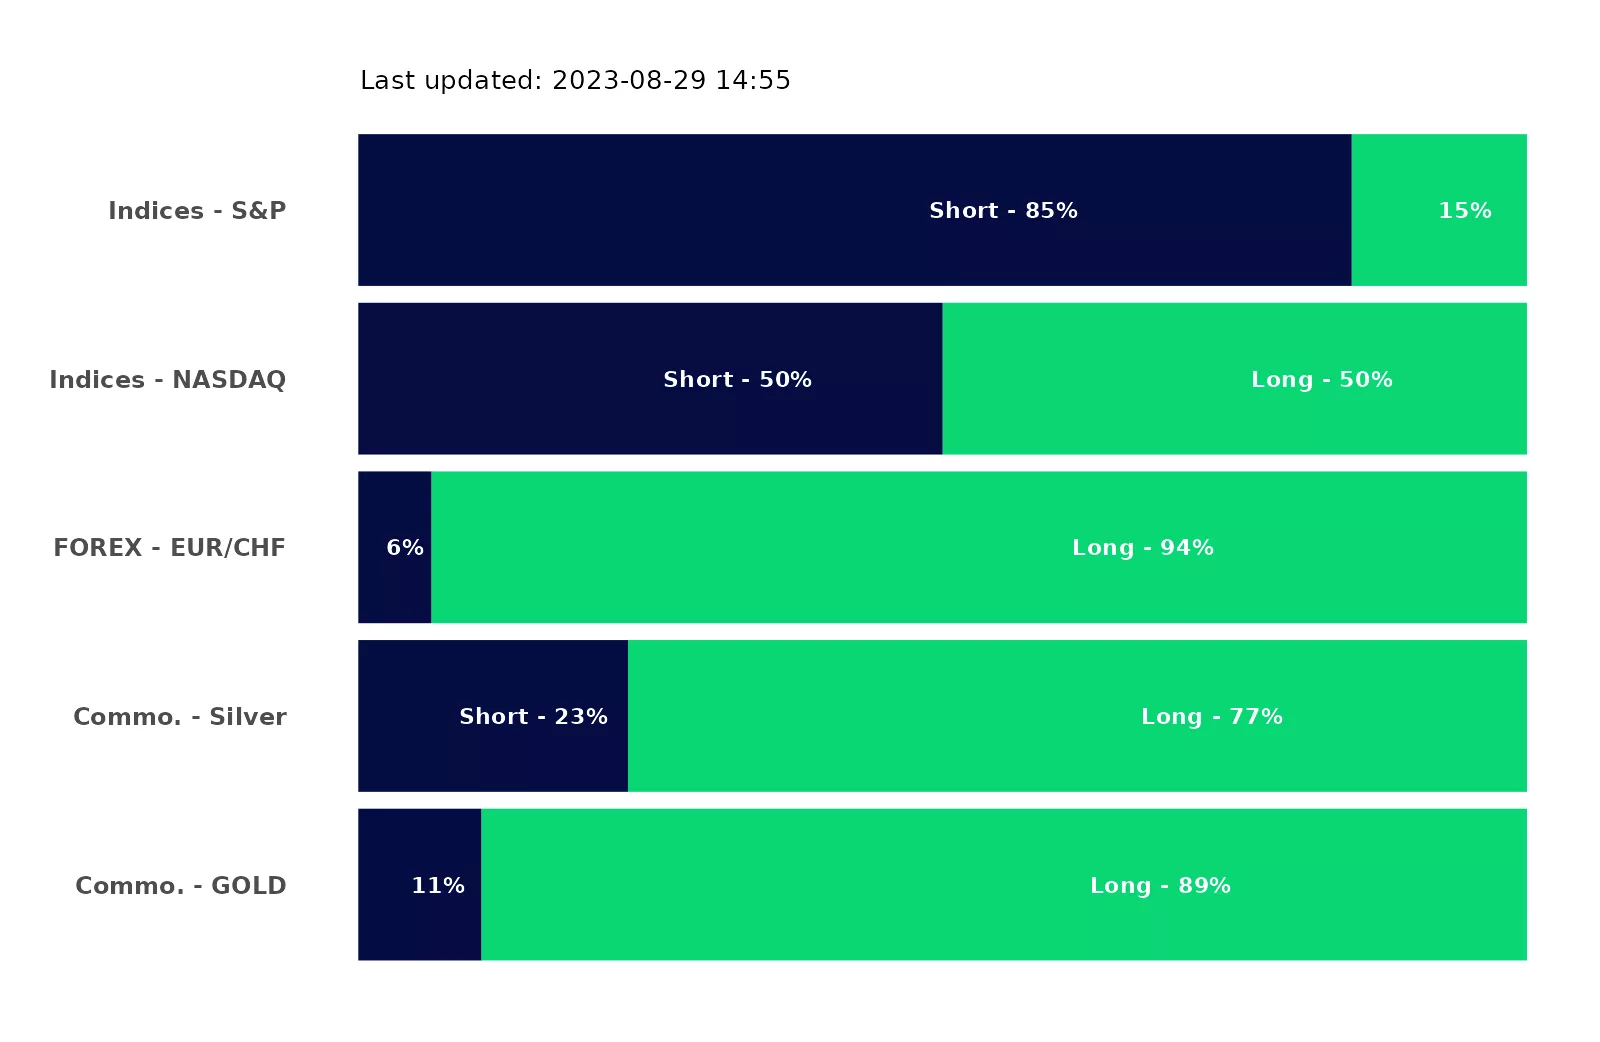 Last updated: 2023-08-29 14:55
Indices - S&P Short - 85% 15%
Indices - NASDAQ Short - 50% Long - 50%
FOREX - EUR/CHF 6% Long - 94%
Commo. - Silver Short - 23% Long - 77%
Commo. - GOLD 11% Long - 89%